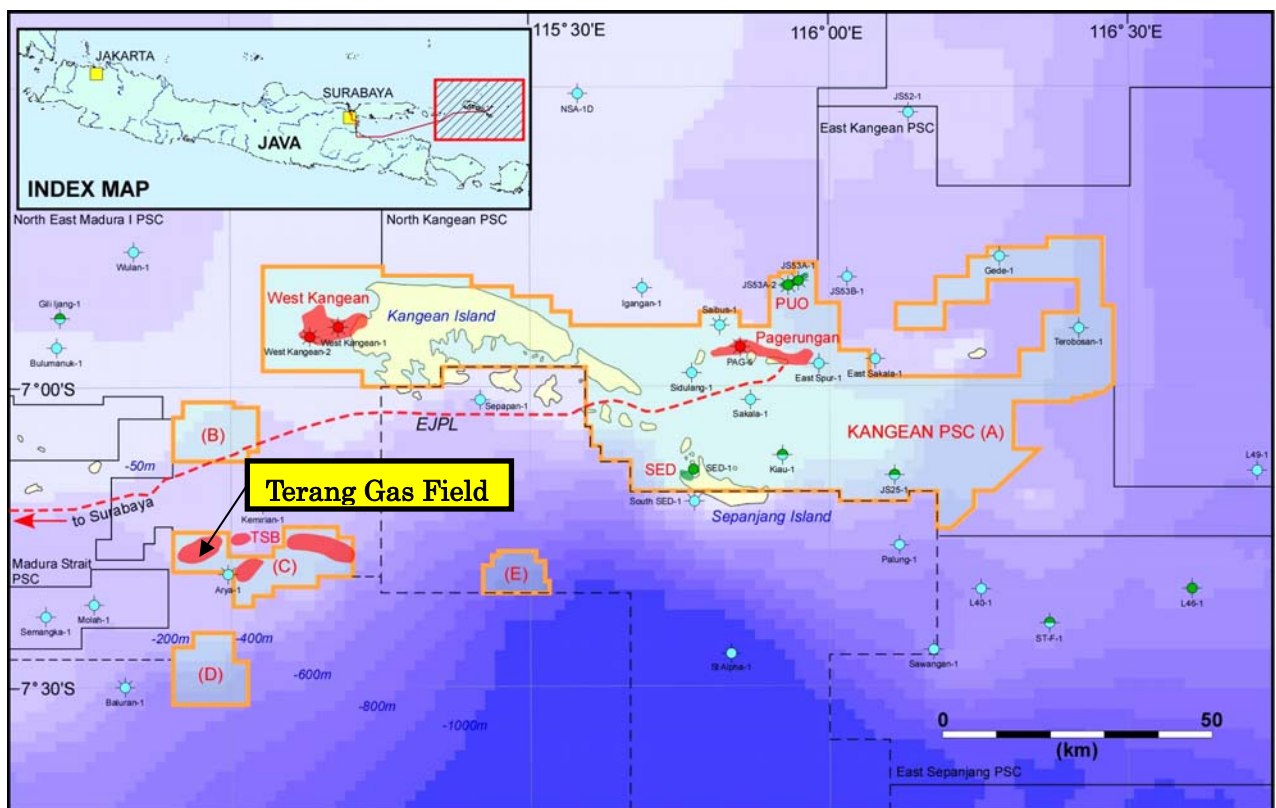 115°30'E
116°00'E
116°30'E
JAKARTA
SURABAYA
JAVA
INDEX MAP
NSA-1D
JS52-1
East Kangean PSC
North East Madura I PSC
North Kangean PSC
Wulan-1
Gede-1
JS53A-1
JS53A-2
JS53B-1
Igangan-1
PUO
West Kangean
Gili Ijang-1
Kangean Island
Saibus-1
Terobosan-1
West Kangean-1
West Kangean-2
Pagerungan
Bulumanuk-1
PAG-5
East Spur-1
East Sakala-1
Sidulang-1
-7°00'S
Sepapan-1
Sakala-1
EJPL
(B)
KANGEAN PSC (A)
-50m
SED
SED-1
Kiau-1
L49-1
Terang Gas Field
JS25-1
South SED-1
to Surabaya
Kemirian-1
Sepanjang Island
TSB
Palung-1
Madura Strait
PSC
(C)
(E)
Arya-1
L40-1
L46-1
Molah-1
Semangka-1
ST-F-1
-200m
-400m
Sawangan-1
(D)
-600m
-7°30'S
Baluran-1
-800m
-1000m
0
50
(km)
East Sepanjang PSC